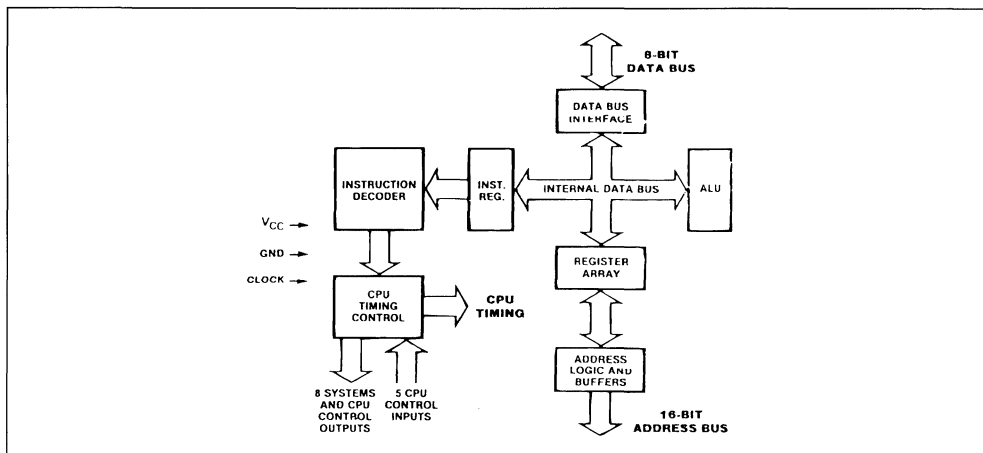 8-BIT
DATA BUS
DATA BUS
INTERFACE
INSTRUCTION
DECODER
INST.
REG.
INTERNAL DATA BUS
ALU
VCC
GND
CLOCK
REGISTER
ARRAY
CPU
TIMING
CONTROL
CPU
TIMING
ADDRESS
LOGIC AND
BUFFERS
8 SYSTEMS
AND CPU
CONTROL
OUTPUTS
5 CPU
CONTROL
INPUTS
16-BIT
ADDRESS BUS